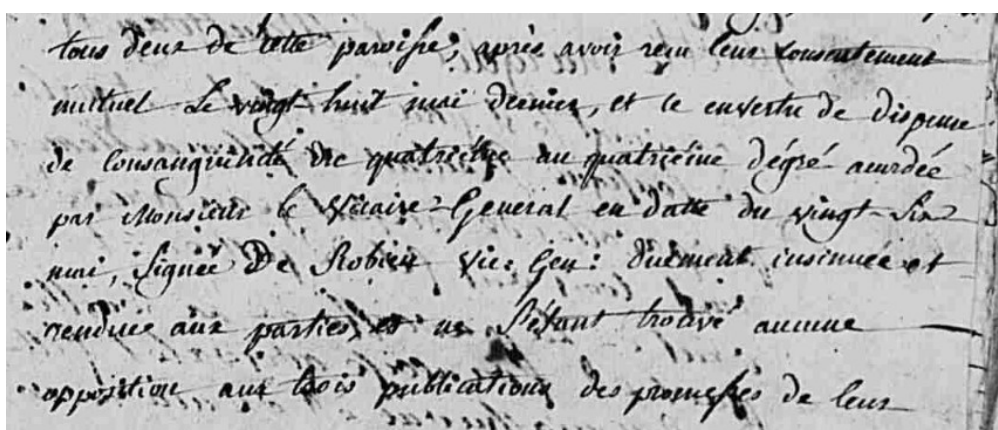 tous deux de cette paroisse, après avoir reçu leur consentement
mutuel Le vingt-huit mai dernier, et ce en vertu de dispense
de Consanguinité du quatrième au quatrième dégré accordée
par Monsieur le Vicaire-General en datte du vingt-Six
mai, Signée De Robien Vic. Gen: duement insinuée et
rendue aux parties, et ne S'étant trouvé aucune
opposition aux trois publications des promesses de leur